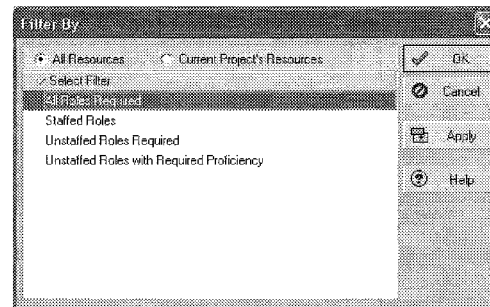 Filter By
All Resources
Current Project's Resources
Select Filter
All Roles Required
Staffed Roles
Unstaffed Roles Required
Unstaffed Roles with Required Proficiency
OK
Cancel
Apply
Help